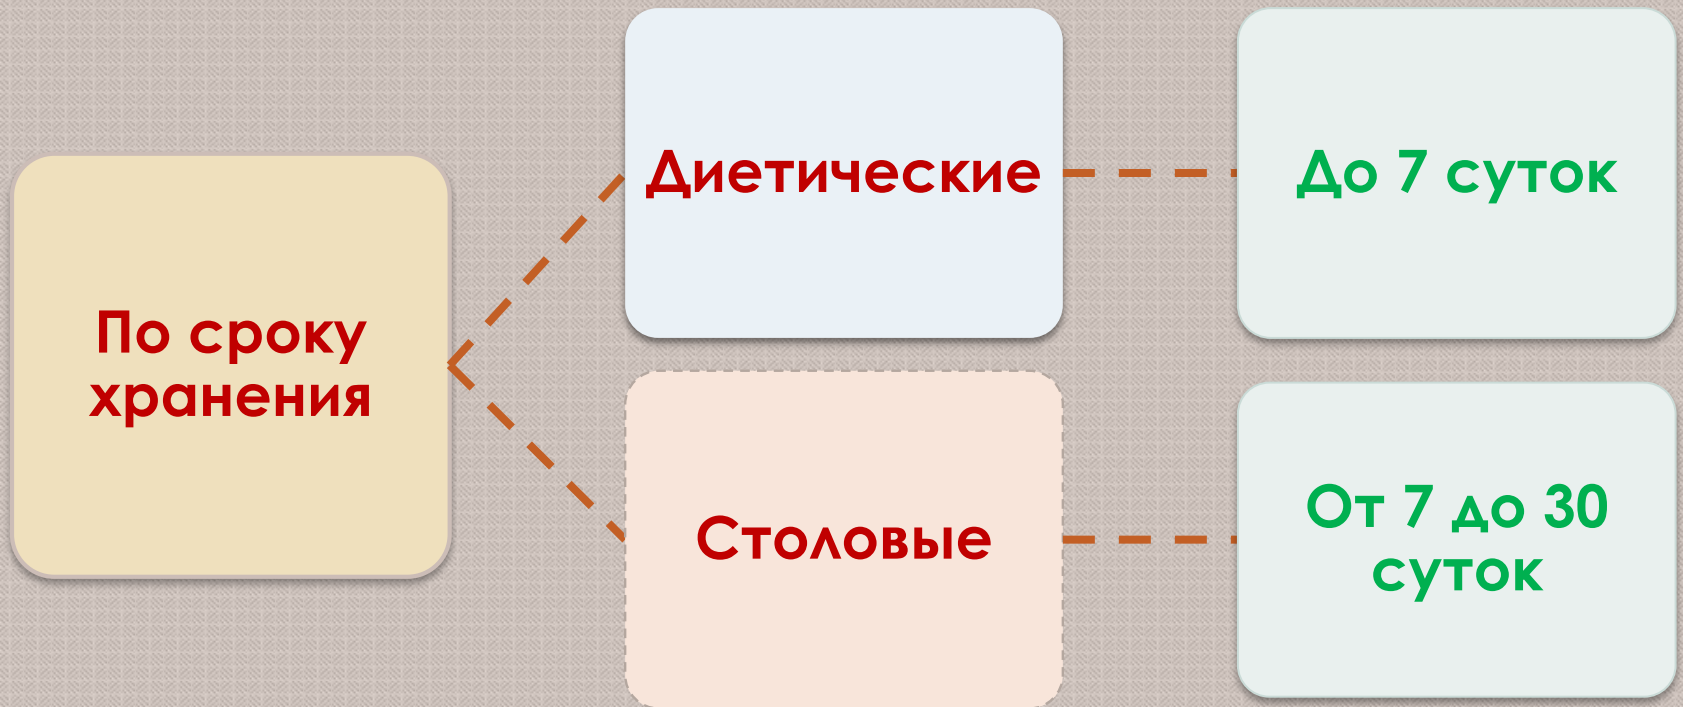 По сроку
хранения
Диетические
До 7 суток
Столовые
От 7 до 30
суток